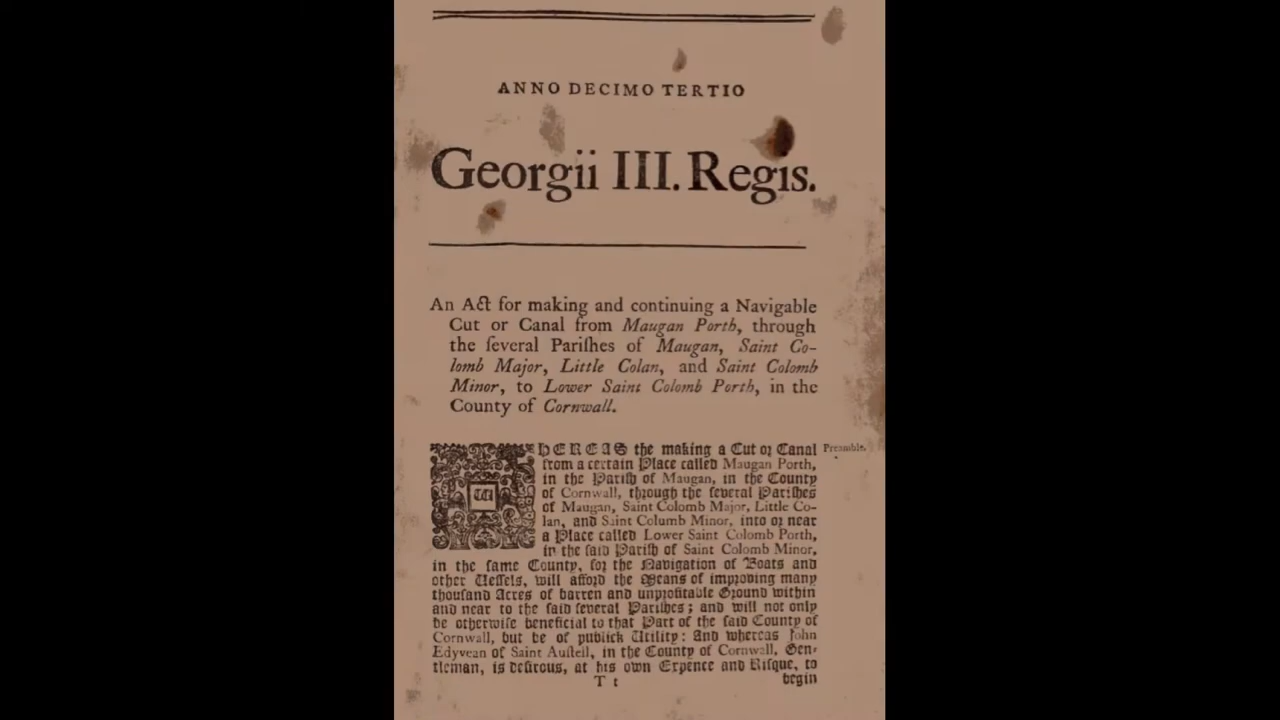 ANNO DECIMO TERTIO
Georgii III. Regis.
An Act for making and continuing a Navigable
Cut or Canal from Maugan Porth, through
the ſeveral Pariſhes of Maugan, Saint Co-
lomb Major, Little Colan, and Saint Colomb
Minor, to Lower Saint Colomb Porth, in the
County of Cornwall.
WHEREAS the making a Cut or Canal
Preamble.
from a certain Place called Maugan Porth,
in the Pariſh of Maugan, in the County
of Cornwall, through the ſeveral Pariſhes
of Maugan, Saint Colomb Major, Little Co-
lan, and Saint Columb Minor, into or near
a Place called Lower Saint Colomb Porth,
in the ſaid Pariſh of Saint Colomb Minor,
in the ſame County, for the Navigation of Boats and
other Veſſels, will afford the Means of improving many
thouſand Acres of barren and unprofitable Ground within
and near to the ſaid ſeveral Pariſhes; and will not only
be otherwiſe beneficial to that Part of the ſaid County of
Cornwall, but be of publick Utility: And whereas John
Edyvean of Saint Auſtell, in the County of Cornwall, Gen-
tleman, is deſirous, at his own Expence and Riſque, to
T t
begin